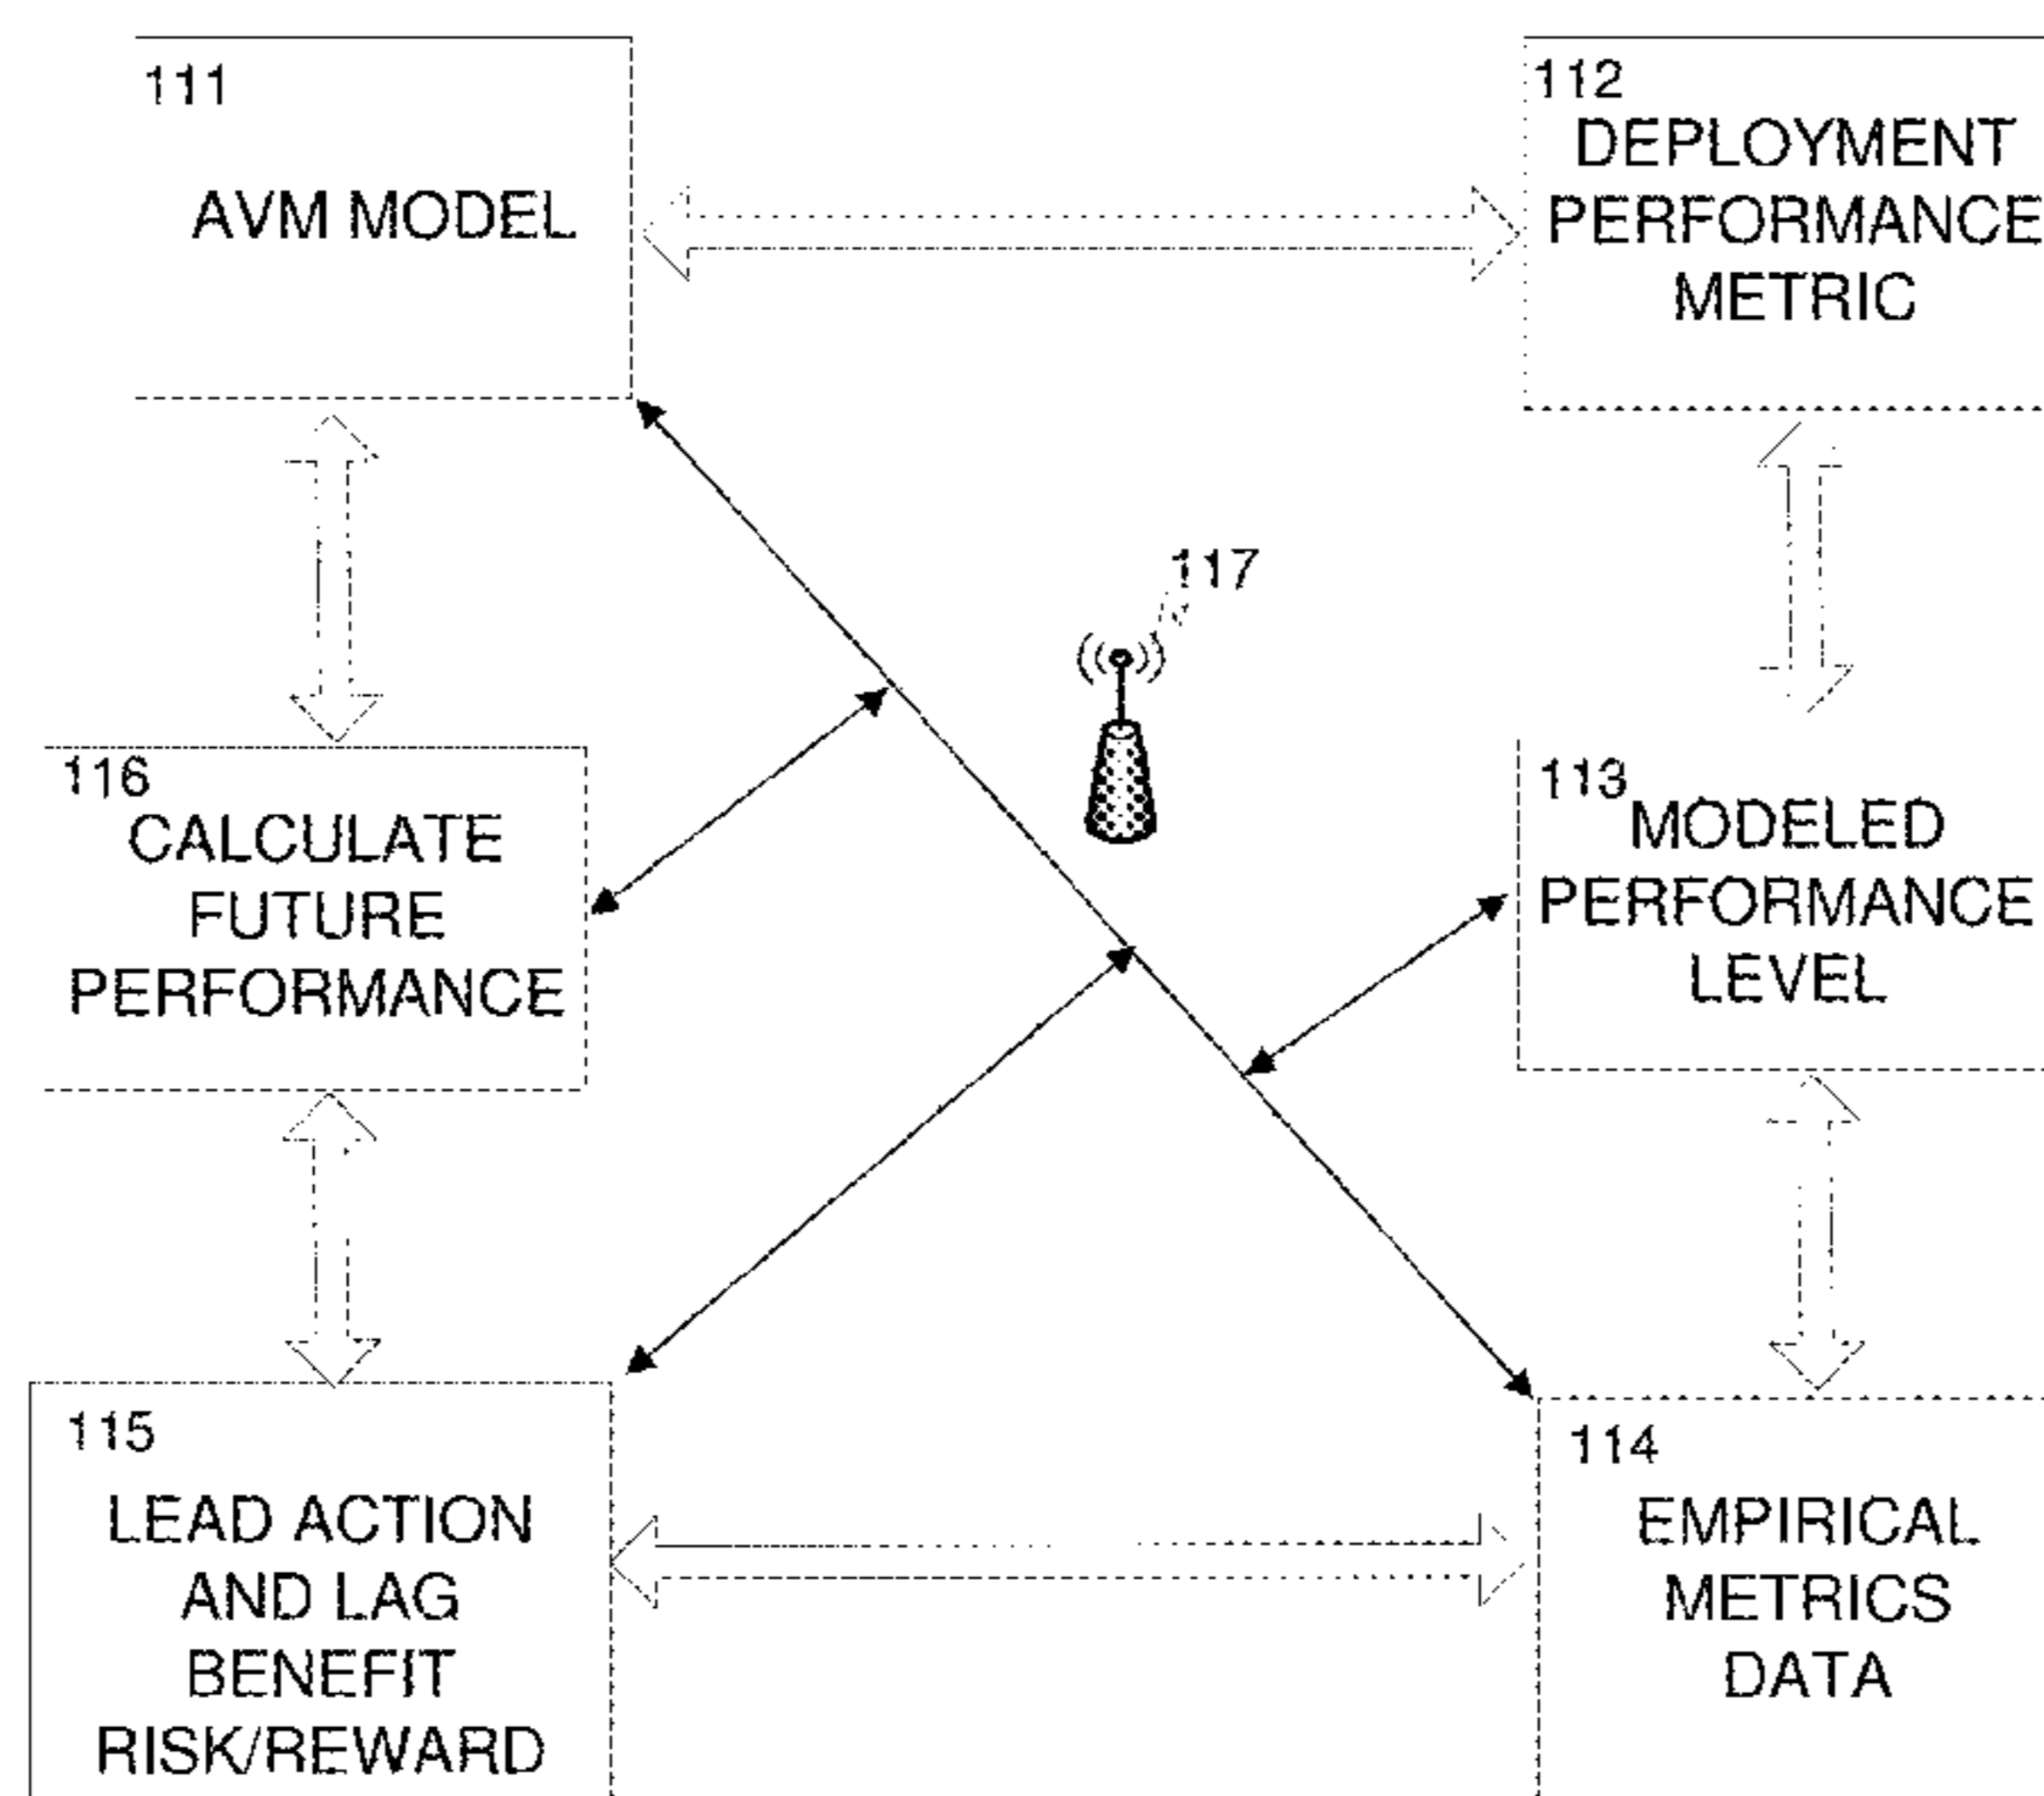 111
AVM MODEL
112
DEPLOYMENT
PERFORMANCE
METRIC
117
116
CALCULATE
FUTURE
PERFORMANCE
113
MODELED
PERFORMANCE
LEVEL
115
LEAD ACTION
AND LAG
BENEFIT
RISK/REWARD
114
EMPIRICAL
METRICS
DATA